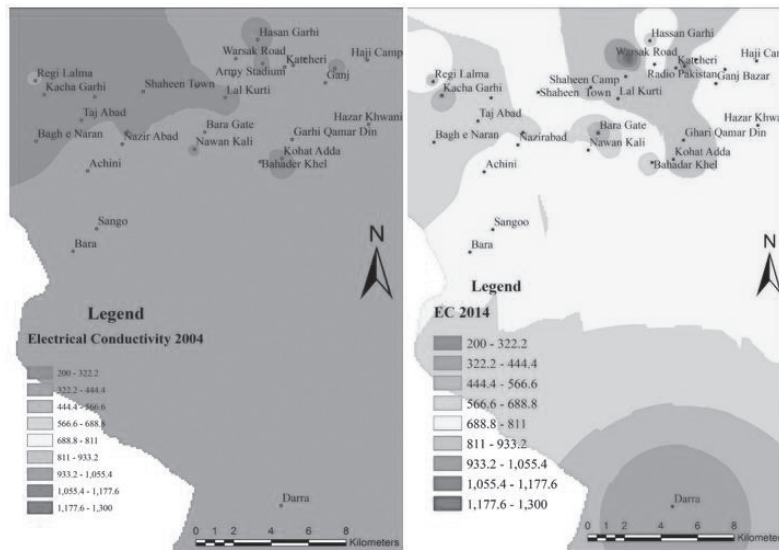 Hasan Garhi
Warsak Road
Katcheri
Haji Camp
Army Stadium
Regi Lalma
Ganj
Kacha Garhi
Shaheen Town
Lal Kurti
Taj Abad
Hazar Khwani
Bagh e Naran
Nazir Abad
Bara Gate
Garhi Qamar Din
Nawan Kali
Kohat Adda
Bahader Khel
Achini
Sango
Bara
N
Legend
Electrical Conductivity 2004
200 - 322.2
322.2 - 444.4
444.4 - 566.6
566.6 - 688.8
688.8 - 811
811 - 933.2
933.2 - 1,055.4
1,055.4 - 1,177.6
1,177.6 - 1,300
Darra
0 1 2 4 6 8
Kilometers
Hassan Garhi
Warsak Road
Katcheri
Haji Camp
Regi Lalma
Radio Pakistan
Ganj Bazar
Kacha Garhi
Shaheen Camp
Shaheen Town
Lal Kurti
Taj Abad
Hazar Khwani
Bagh e Naran
Nazirabad
Bara Gate
Ghari Qamar Din
Nawan Kali
Kohat Adda
Bahadar Khel
Achini
Sangoo
Bara
N
Legend
EC 2014
200 - 322.2
322.2 - 444.4
444.4 - 566.6
566.6 - 688.8
688.8 - 811
811 - 933.2
933.2 - 1,055.4
1,055.4 - 1,177.6
1,177.6 - 1,300
Darra
0 1 2 4 6 8
Kilometers